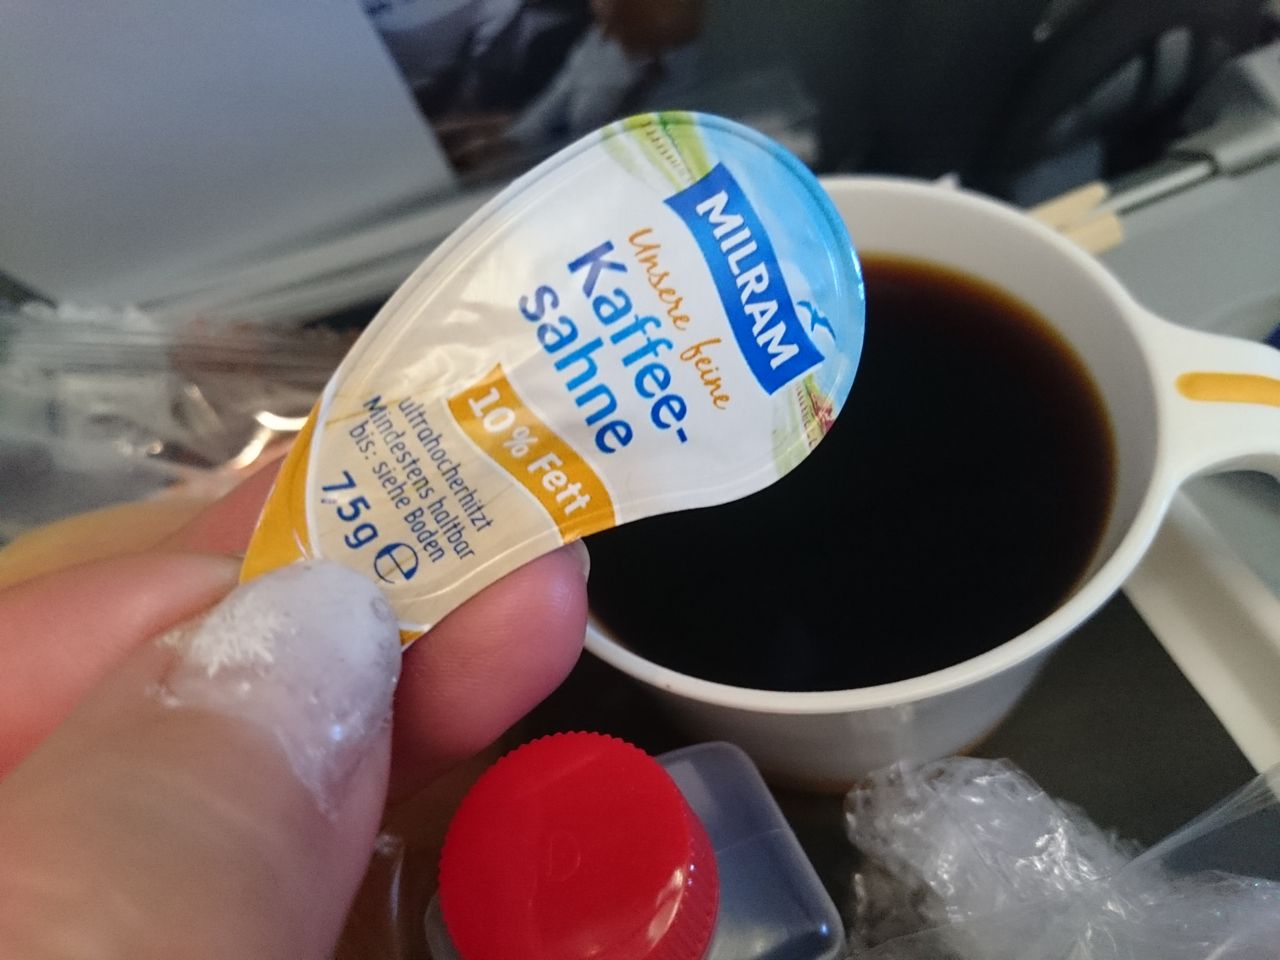 MILRAM
Unsere feine
Kaffee-
sahne
10% Fett
ultrahocherhitzt
Mindestens haltbar
bis: siehe Boden
7,5g ℮